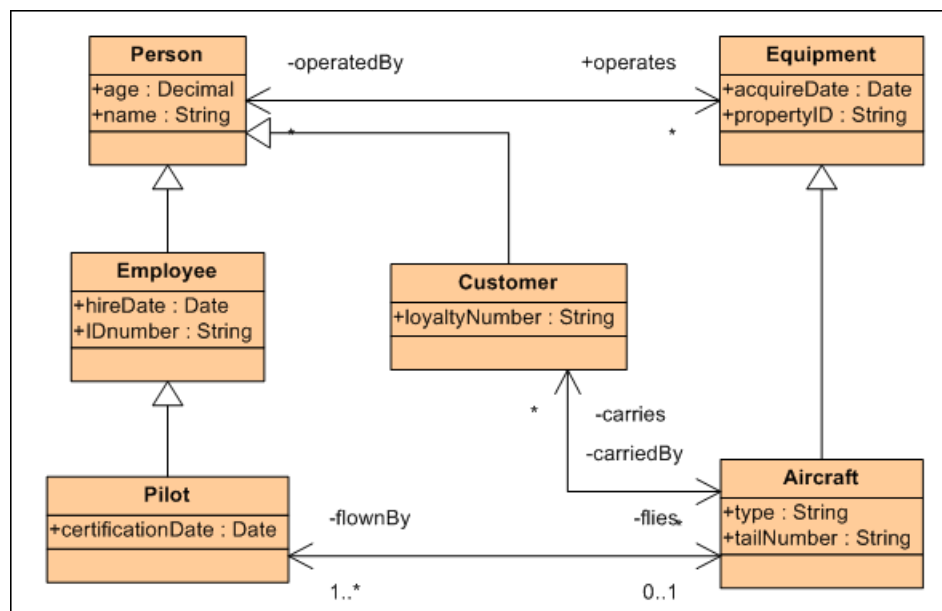 Person
+age : Decimal
+name : String
-operatedBy
+operates
*
*
Equipment
+acquireDate : Date
+propertyID : String
Employee
+hireDate : Date
+IDnumber : String
Customer
+loyaltyNumber : String
*
-carries
-carriedBy
*
Pilot
+certificationDate : Date
-flownBy
-flies
1..*
0..1
Aircraft
+type : String
+tailNumber : String